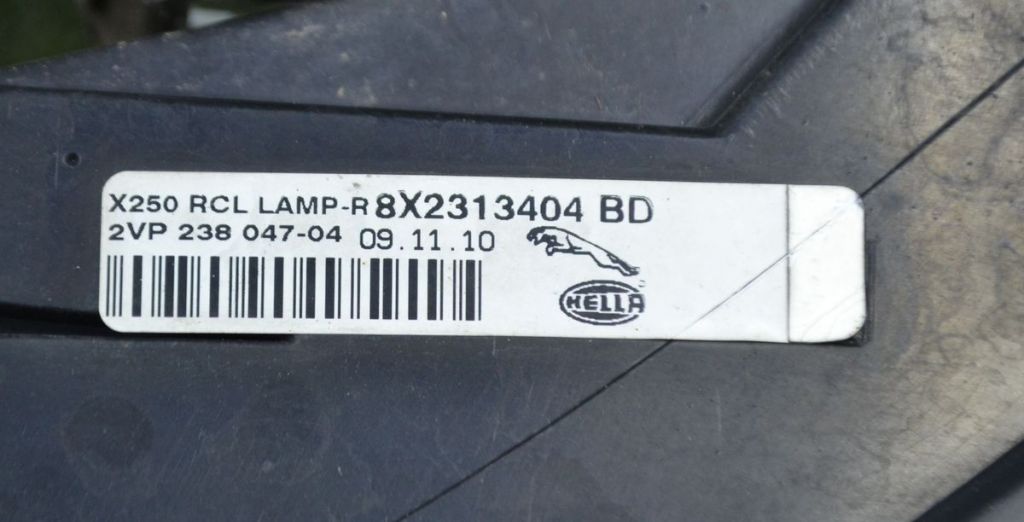 X250 RCL LAMP-R 8X2313404 BD
2VP 238 047-04 09.11.10
HELLA